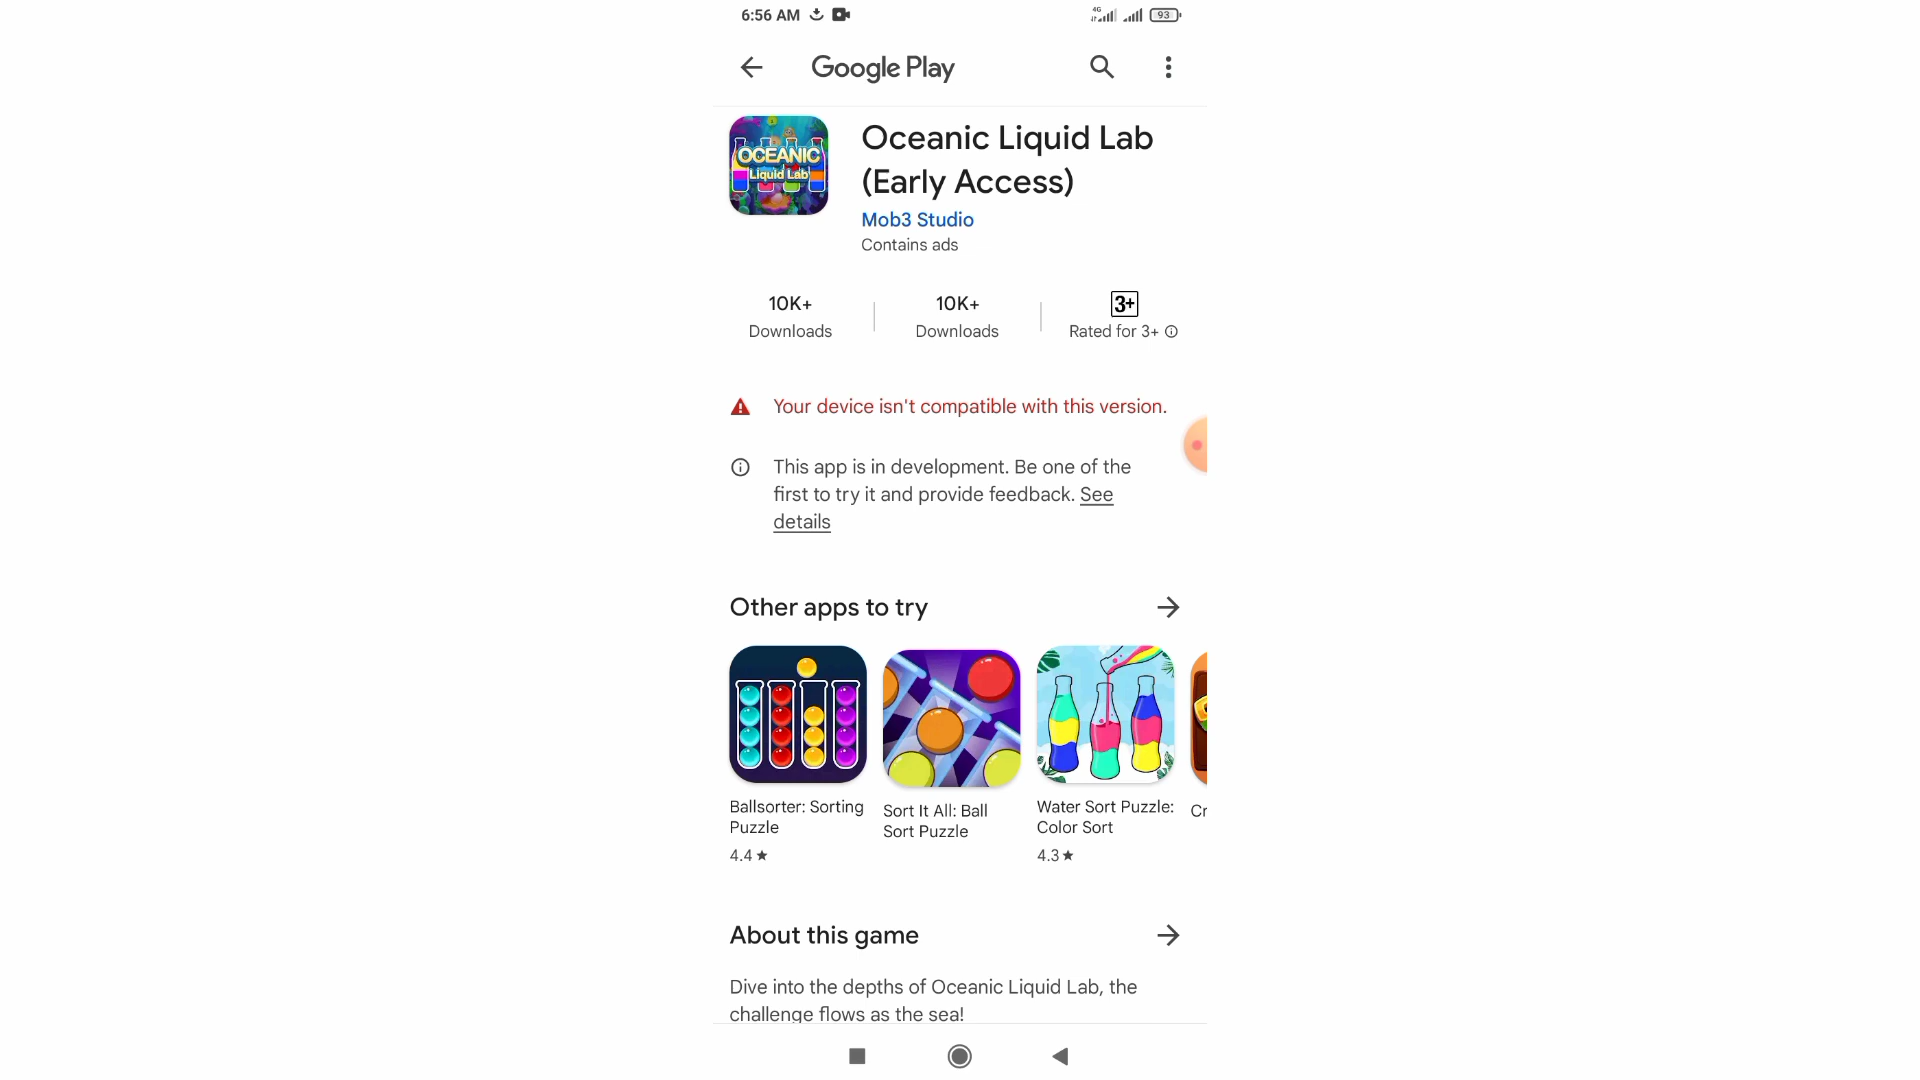 6:56 AM
4G
93
Google Play
OCEANIC
Liquid Lab
Oceanic Liquid Lab
(Early Access)
Mob3 Studio
Contains ads
10K+
Downloads
10K+
Downloads
3+
Rated for 3+
Your device isn't compatible with this version.
This app is in development. Be one of the
first to try it and provide feedback. See
details
Other apps to try
Ballsorter: Sorting
Puzzle
4.4★
Sort It All: Ball
Sort Puzzle
Water Sort Puzzle:
Color Sort
4.3★
Cr
About this game
Dive into the depths of Oceanic Liquid Lab, the
challenge flows as the sea!